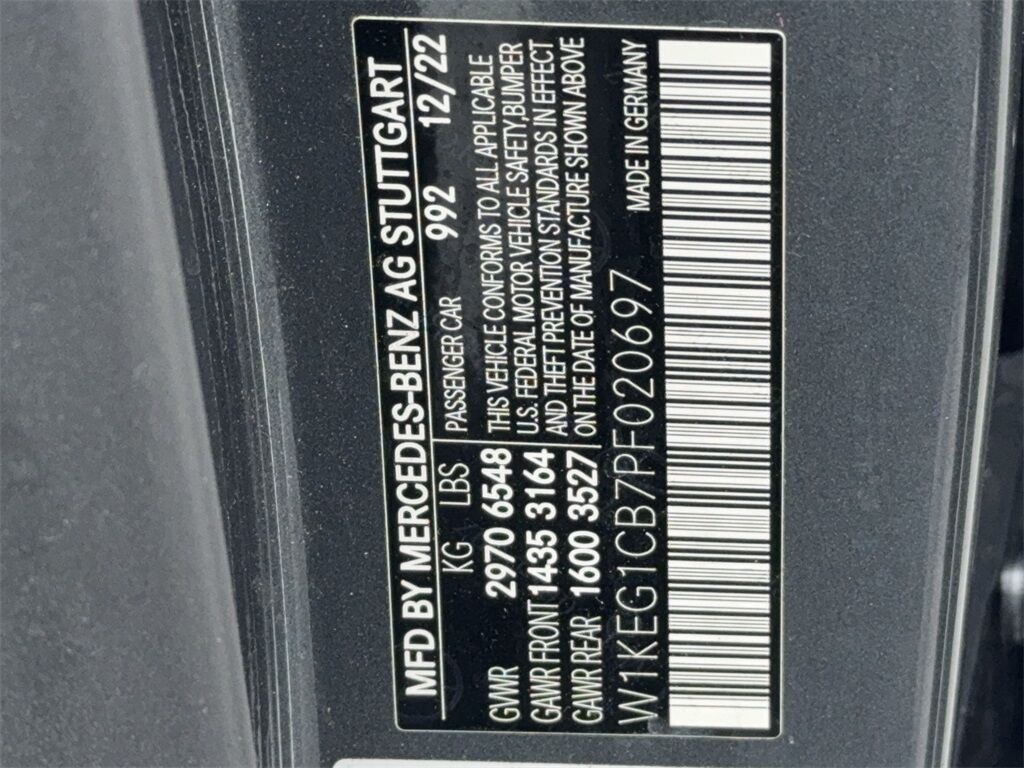 MFD BY MERCEDES-BENZ AG STUTTGART
KG LBS 992 12/22
GVWR 2970 6548
GAWR FRONT 1435 3164
GAWR REAR 1600 3527
PASSENGER CAR
THIS VEHICLE CONFORMS TO ALL APPLICABLE
U.S. FEDERAL MOTOR VEHICLE SAFETY,BUMPER
AND THEFT PREVENTION STANDARDS IN EFFECT
ON THE DATE OF MANUFACTURE SHOWN ABOVE
W1KEG1CB7PF020697 MADE IN GERMANY